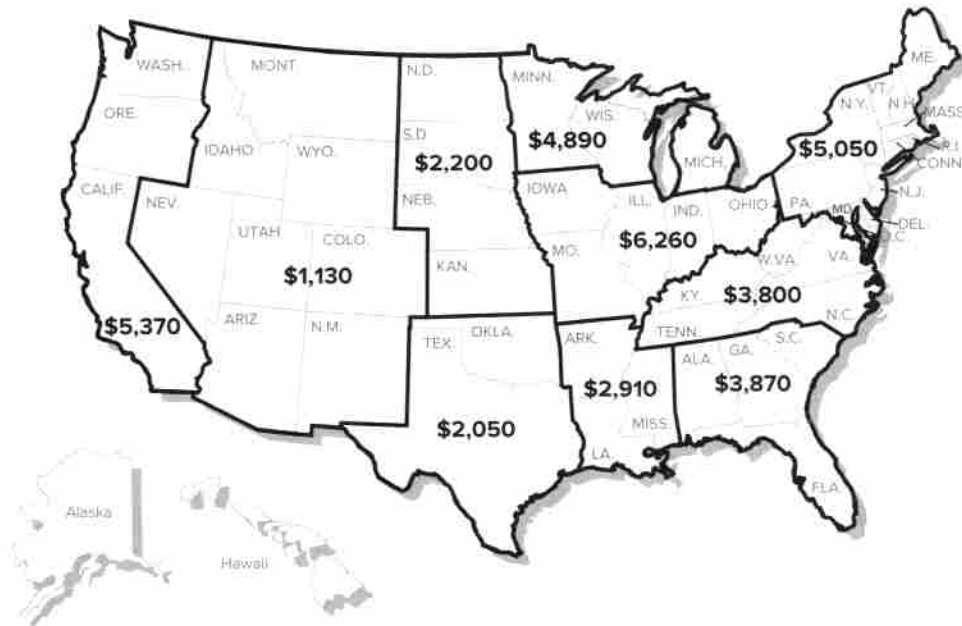 WASH.
MONT
N.D.
MINN.
ME.
VT.
N.Y.
N.H.
MASS
ORE.
WIS.
S.D
$4,890
$5,050
R.I.
CONN
IDAHO
WYO.
$2,200
MICH.
CALIF.
NEV.
NEB.
IOWA
ILL.
IND.
OHIO
PA.
N.J.
MD.
DEL.
D.C.
UTAH
COLO.
MO.
$6,260
W.VA.
VA.
KAN.
$1,130
KY.
$3,800
N.C.
$5,370
ARIZ.
N.M.
TEX.
OKLA.
ARK.
TENN.
ALA.
GA.
S.C.
$2,910
$3,870
$2,050
MISS.
LA.
FLA.
Alaska
Hawaii